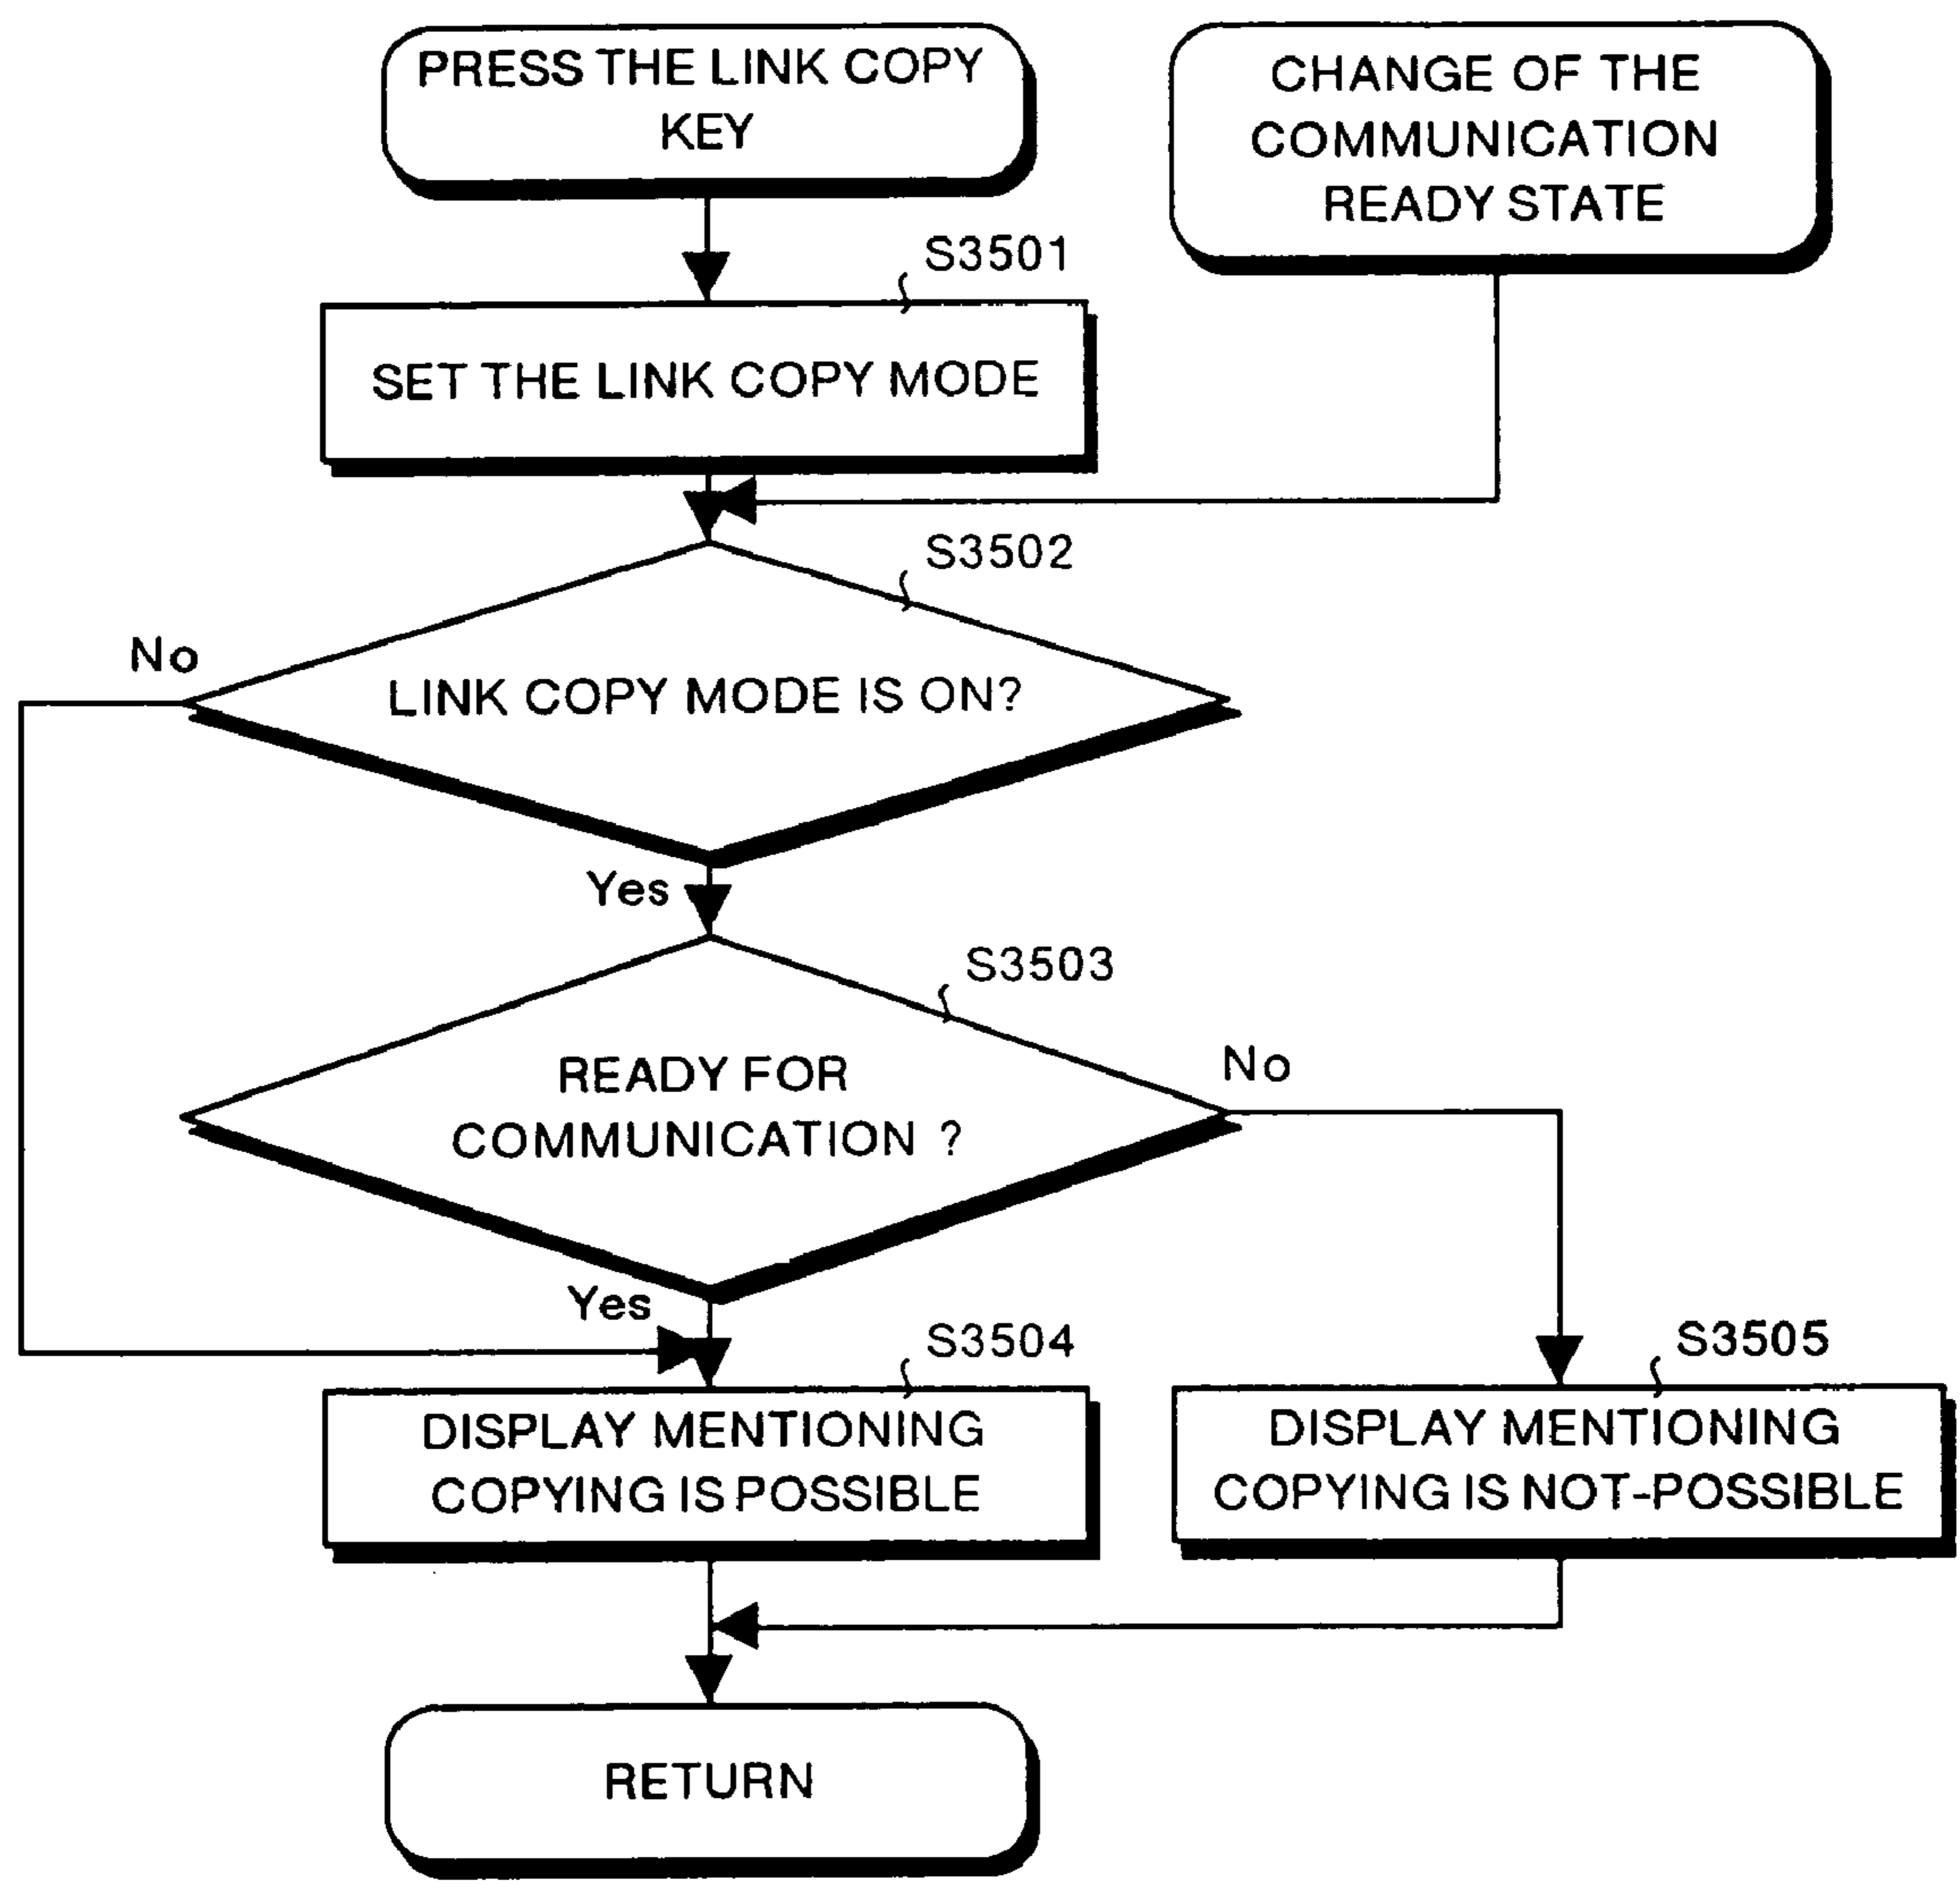 PRESS THE LINK COPY
KEY
CHANGE OF THE
COMMUNICATION
READY STATE
S3501
SET THE LINK COPY MODE
S3502
No
LINK COPY MODE IS ON?
Yes
S3503
READY FOR
COMMUNICATION ?
No
Yes
S3504
DISPLAY MENTIONING
COPYING IS POSSIBLE
S3505
DISPLAY MENTIONING
COPYING IS NOT-POSSIBLE
RETURN